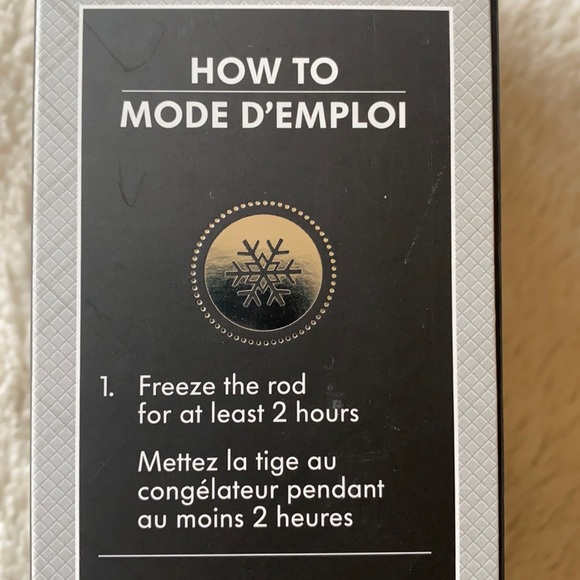 HOW TO
MODE D'EMPLOI
1. Freeze the rod
for at least 2 hours
Mettez la tige au
congélateur pendant
au moins 2 heures